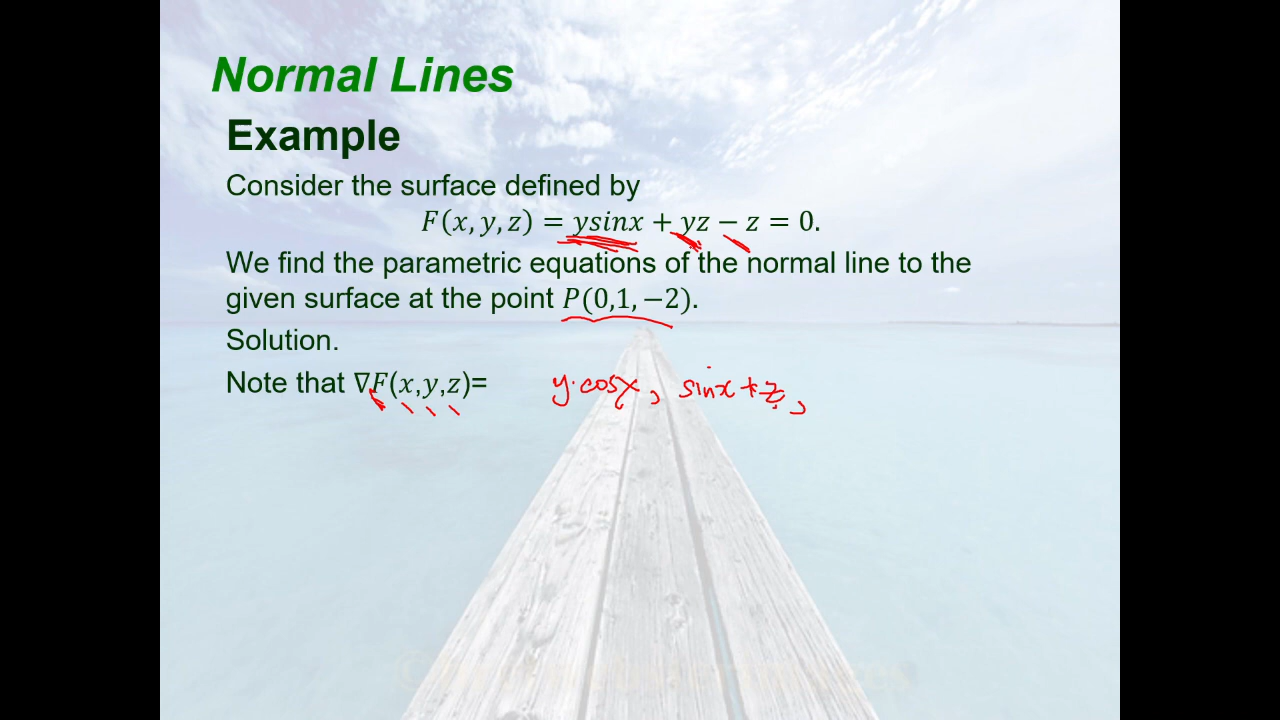 Normal Lines
Example
Consider the surface defined by
F(x, y, z) = ysinx + yz − z = 0.
We find the parametric equations of the normal line to the
given surface at the point P(0,1, −2).
Solution.
Note that ∇F(x,y,z)= y·cosx, sinx+z,